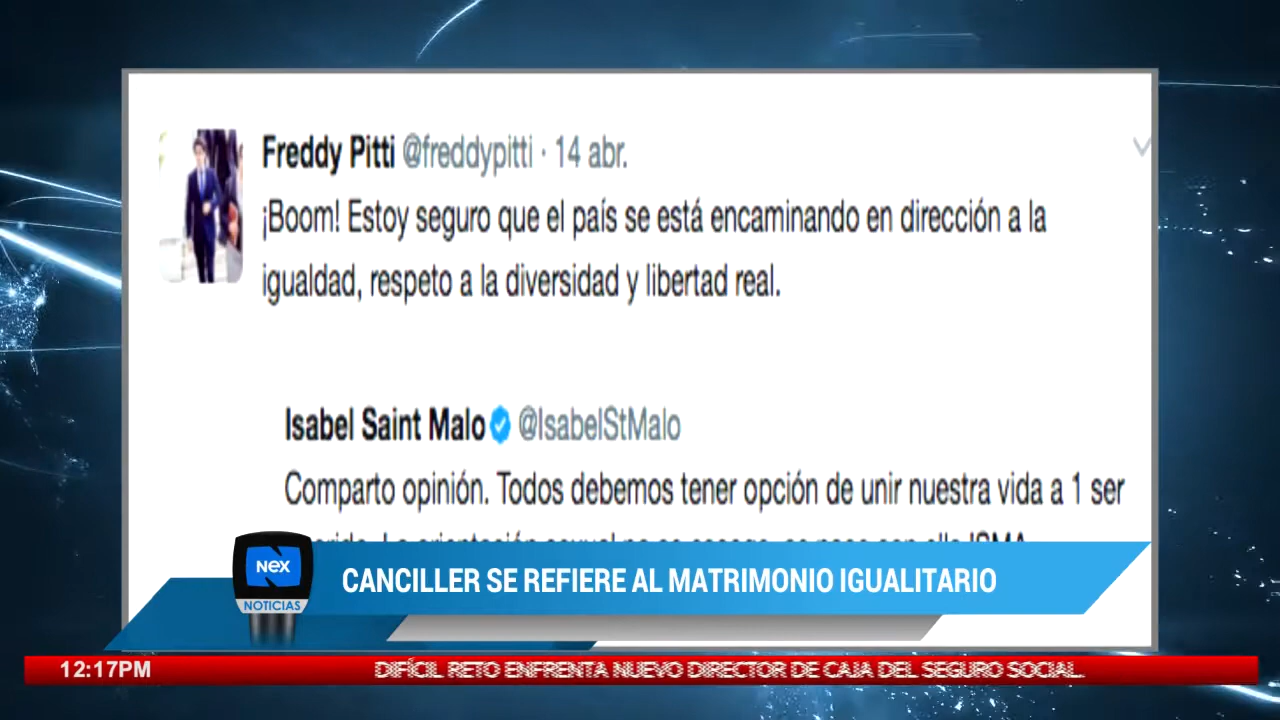 Freddy Pitti @freddypitti · 14 abr.
¡Boom! Estoy seguro que el país se está encaminando en dirección a la
igualdad, respeto a la diversidad y libertad real.
Isabel Saint Malo @IsabelStMalo
Comparto opinión. Todos debemos tener opción de unir nuestra vida a 1 ser
NEX
NOTICIAS
CANCILLER SE REFIERE AL MATRIMONIO IGUALITARIO
12:17PM DIFÍCIL RETO ENFRENTA NUEVO DIRECTOR DE CAJA DEL SEGURO SOCIAL.